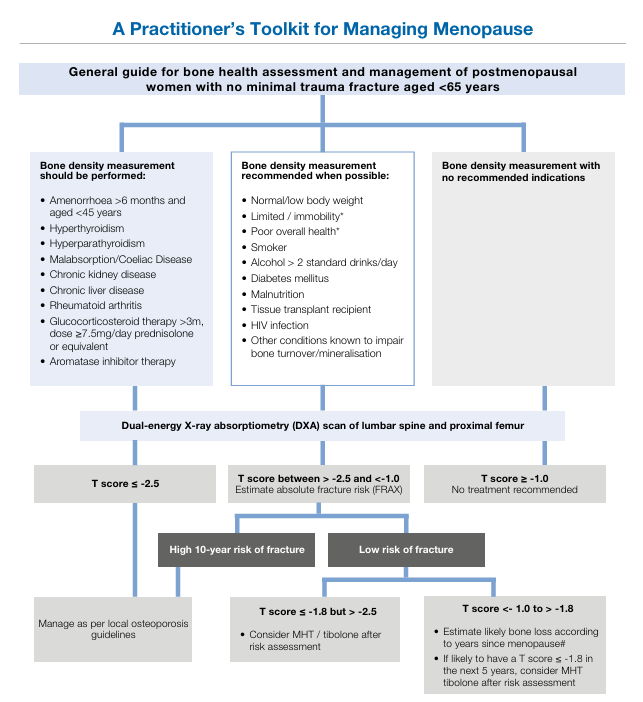 A Practitioner's Toolkit for Managing Menopause
General guide for bone health assessment and management of postmenopausal
women with no minimal trauma fracture aged <65 years
Bone density measurement
should be performed:
• Amenorrhoea >6 months and
aged <45 years
• Hyperthyroidism
• Hyperparathyroidism
• Malabsorption/Coeliac Disease
• Chronic kidney disease
• Chronic liver disease
• Rheumatoid arthritis
• Glucocorticosteroid therapy >3m,
dose ≥7.5mg/day prednisolone
or equivalent
• Aromatase inhibitor therapy
Bone density measurement
recommended when possible:
• Normal/low body weight
• Limited / immobility*
• Poor overall health*
• Smoker
• Alcohol > 2 standard drinks/day
• Diabetes mellitus
• Malnutrition
• Tissue transplant recipient
• HIV infection
• Other conditions known to impair
bone turnover/mineralisation
Bone density measurement with
no recommended indications
Dual-energy X-ray absorptiometry (DXA) scan of lumbar spine and proximal femur
T score ≤ -2.5
T score between > -2.5 and <-1.0
Estimate absolute fracture risk (FRAX)
T score ≥ -1.0
No treatment recommended
High 10-year risk of fracture
Low risk of fracture
Manage as per local osteoporosis
guidelines
T score ≤ -1.8 but > -2.5
• Consider MHT / tibolone after
risk assessment
T score <- 1.0 to > -1.8
• Estimate likely bone loss according
to years since menopause#
• If likely to have a T score ≤ -1.8 in
the next 5 years, consider MHT
tibolone after risk assessment